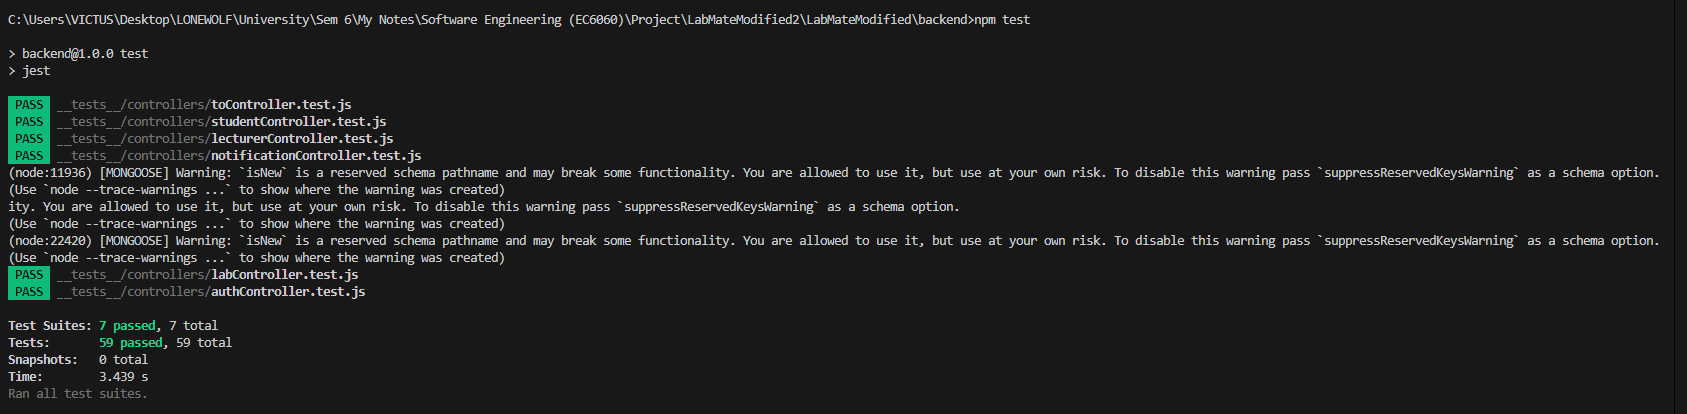 C:\Users\VICTUS\Desktop\LONEWOLF\University\Sem 6\My Notes\Software Engineering (EC6060)\Project\LabMateModified2\LabMateModified\backend>npm test
> backend@1.0.0 test
> jest
PASS __tests__/controllers/toController.test.js
PASS __tests__/controllers/studentController.test.js
PASS __tests__/controllers/lecturerController.test.js
PASS __tests__/controllers/notificationController.test.js
(node:11936) [MONGOOSE] Warning: `isNew` is a reserved schema pathname and may break some functionality. You are allowed to use it, but use at your own risk. To disable this warning pass `suppressReservedKeysWarning` as a schema option.
(Use `node --trace-warnings ...` to show where the warning was created)
ity. You are allowed to use it, but use at your own risk. To disable this warning pass `suppressReservedKeysWarning` as a schema option.
(Use `node --trace-warnings ...` to show where the warning was created)
(node:22420) [MONGOOSE] Warning: `isNew` is a reserved schema pathname and may break some functionality. You are allowed to use it, but use at your own risk. To disable this warning pass `suppressReservedKeysWarning` as a schema option.
(Use `node --trace-warnings ...` to show where the warning was created)
PASS __tests__/controllers/labController.test.js
PASS __tests__/controllers/authController.test.js
Test Suites: 7 passed, 7 total
Tests: 59 passed, 59 total
Snapshots: 0 total
Time: 3.439 s
Ran all test suites.